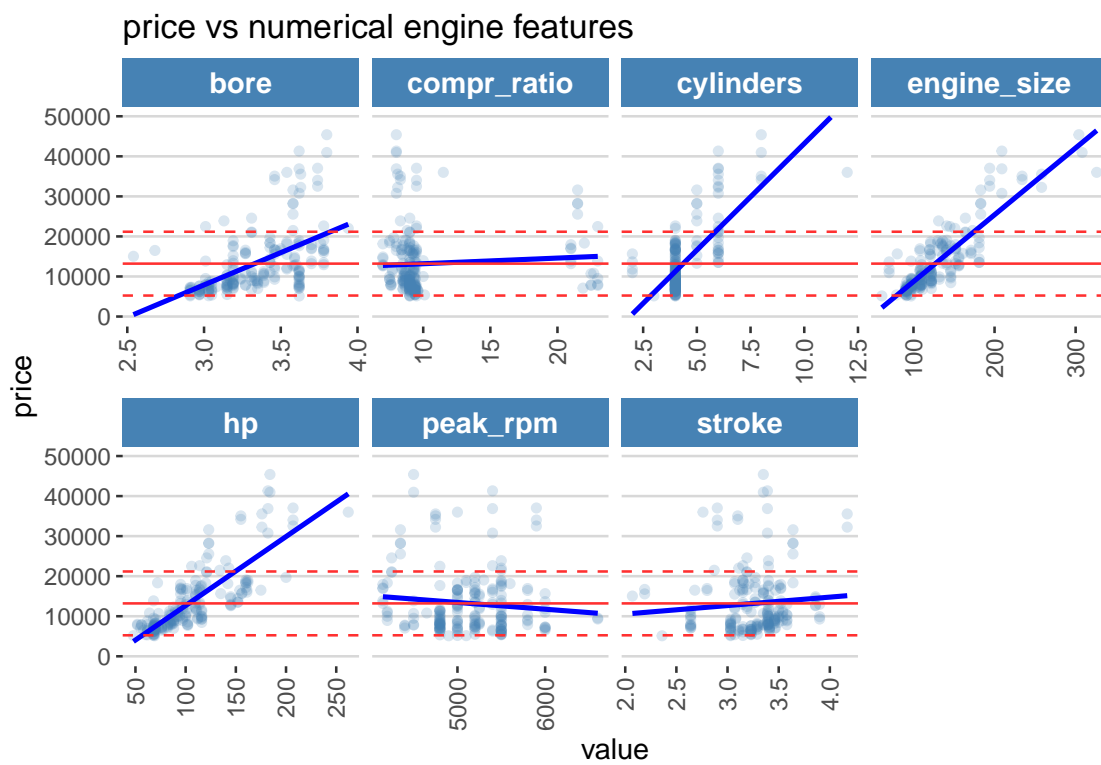 price vs numerical engine features
bore
compr_ratio
cylinders
engine_size
50000
40000
30000
20000
10000
0
2.5 3.0 3.5 4.0
10 15 20
2.5 5.0 7.5 10.0 12.5
100 200 300
price
hp
peak_rpm
stroke
50000
40000
30000
20000
10000
0
50 100 150 200 250
5000 6000
2.0 2.5 3.0 3.5 4.0
value